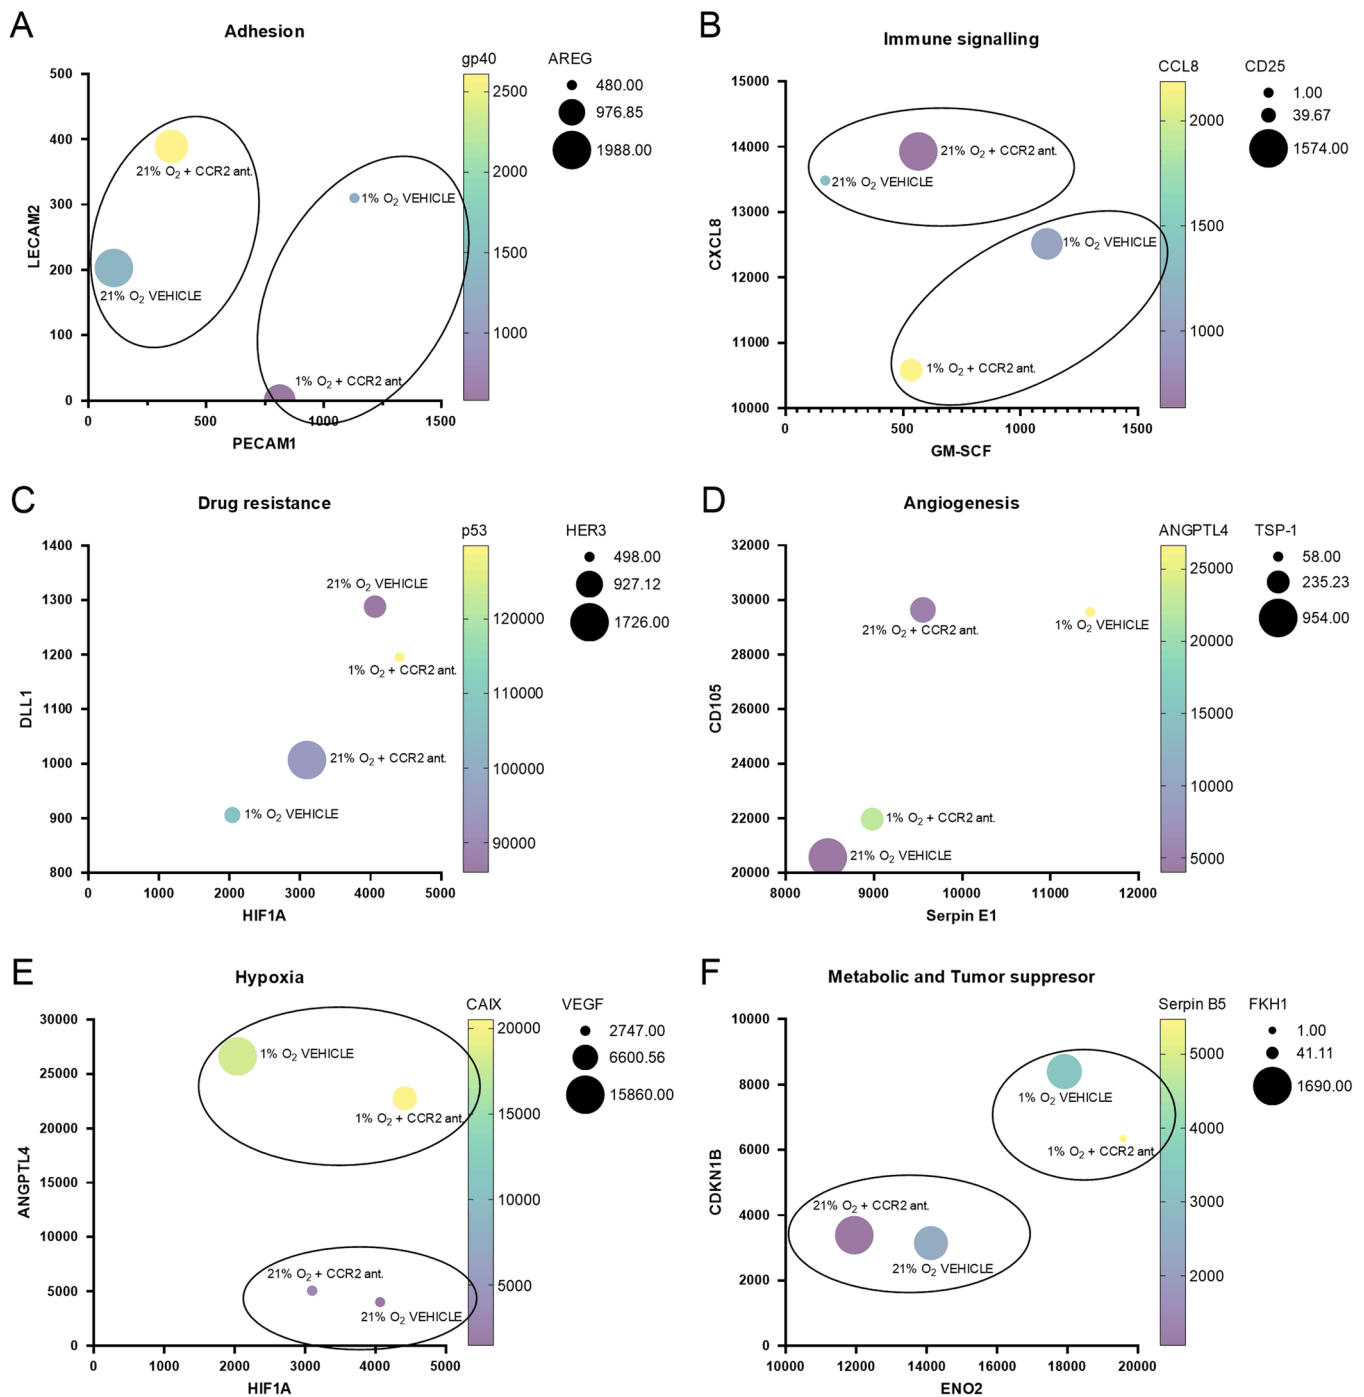 A
Adhesion
gp40
AREG
500
400
300
200
100
0
LECAM2
0
500
1000
1500
PECAM1
21% O2 + CCR2 ant.
1% O2 VEHICLE
21% O2 VEHICLE
1% O2 + CCR2 ant.
2500
2000
1500
1000
480.00
976.85
1988.00
B
Immune signalling
CCL8
CD25
15000
14000
13000
12000
11000
10000
CXCL8
0
500
1000
1500
GM-SCF
21% O2 + CCR2 ant.
21% O2 VEHICLE
1% O2 VEHICLE
1% O2 + CCR2 ant.
2000
1500
1000
1.00
39.67
1574.00
C
Drug resistance
p53
HER3
1400
1300
1200
1100
1000
900
800
DLL1
0
1000
2000
3000
4000
5000
HIF1A
21% O2 VEHICLE
1% O2 + CCR2 ant.
21% O2 + CCR2 ant.
1% O2 VEHICLE
120000
110000
100000
90000
498.00
927.12
1726.00
D
Angiogenesis
ANGPTL4
TSP-1
32000
30000
28000
26000
24000
22000
20000
CD105
8000
9000
10000
11000
12000
Serpin E1
21% O2 + CCR2 ant.
1% O2 VEHICLE
1% O2 + CCR2 ant.
21% O2 VEHICLE
25000
20000
15000
10000
5000
58.00
235.23
954.00
E
Hypoxia
CAIX
VEGF
30000
25000
20000
15000
10000
5000
0
ANGPTL4
0
1000
2000
3000
4000
5000
HIF1A
1% O2 VEHICLE
1% O2 + CCR2 ant.
21% O2 + CCR2 ant.
21% O2 VEHICLE
20000
15000
10000
5000
2747.00
6600.56
15860.00
F
Metabolic and Tumor suppresor
Serpin B5
FKH1
10000
8000
6000
4000
2000
0
CDKN1B
10000
12000
14000
16000
18000
20000
ENO2
1% O2 VEHICLE
1% O2 + CCR2 ant.
21% O2 + CCR2 ant.
21% O2 VEHICLE
5000
4000
3000
2000
1.00
41.11
1690.00